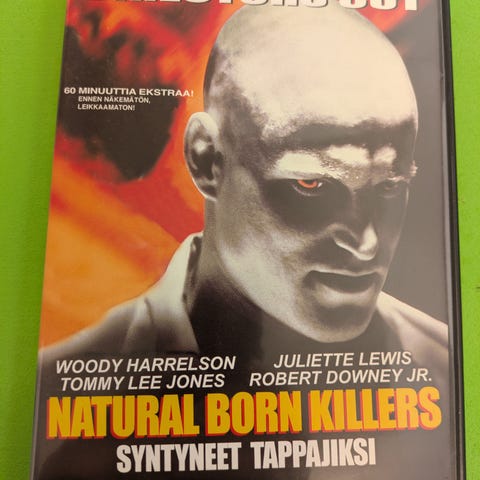 60 MINUUTTIA EKSTRAA!
ENNEN NÄKEMÄTÖN,
LEIKKAAMATON!
WOODY HARRELSON JULIETTE LEWIS
TOMMY LEE JONES ROBERT DOWNEY JR.
NATURAL BORN KILLERS
SYNTYNEET TAPPAJIKSI